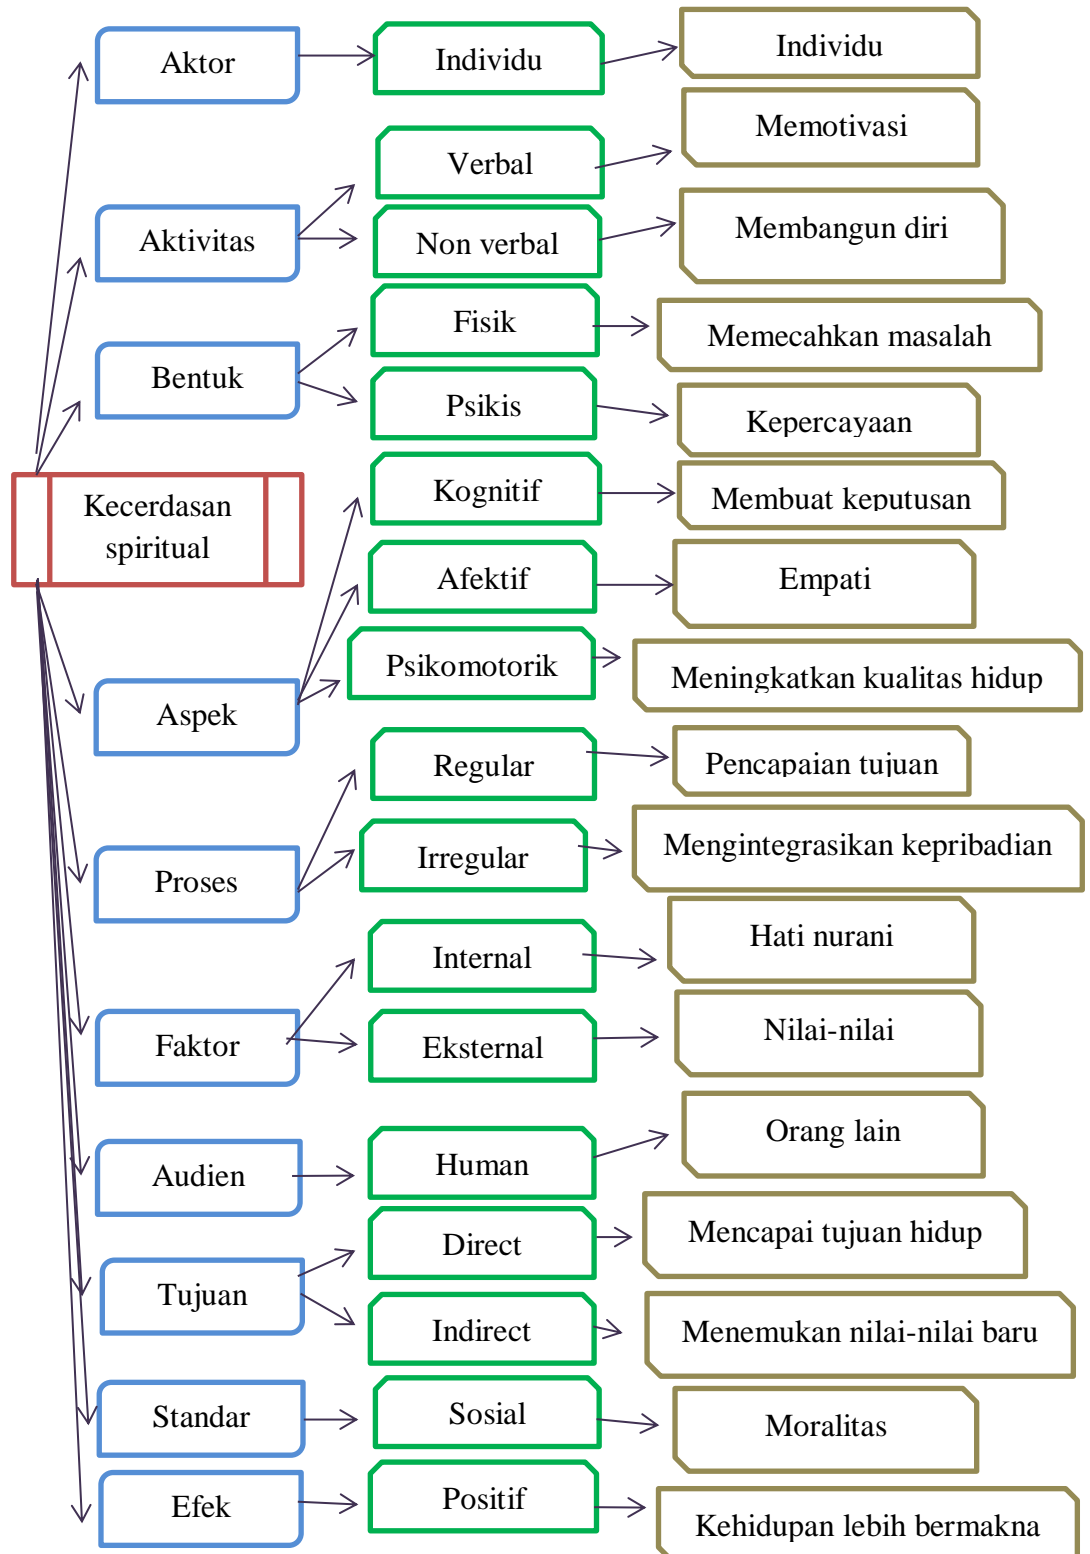 Aktor
Individu
Individu
Aktivitas
Verbal
Memotivasi
Non verbal
Membangun diri
Bentuk
Fisik
Memecahkan masalah
Psikis
Kepercayaan
Kecerdasan
spiritual
Aspek
Kognitif
Membuat keputusan
Afektif
Empati
Psikomotorik
Meningkatkan kualitas hidup
Proses
Regular
Pencapaian tujuan
Irregular
Mengintegrasikan kepribadian
Faktor
Internal
Hati nurani
Eksternal
Nilai-nilai
Audien
Human
Orang lain
Tujuan
Direct
Mencapai tujuan hidup
Indirect
Menemukan nilai-nilai baru
Standar
Sosial
Moralitas
Efek
Positif
Kehidupan lebih bermakna